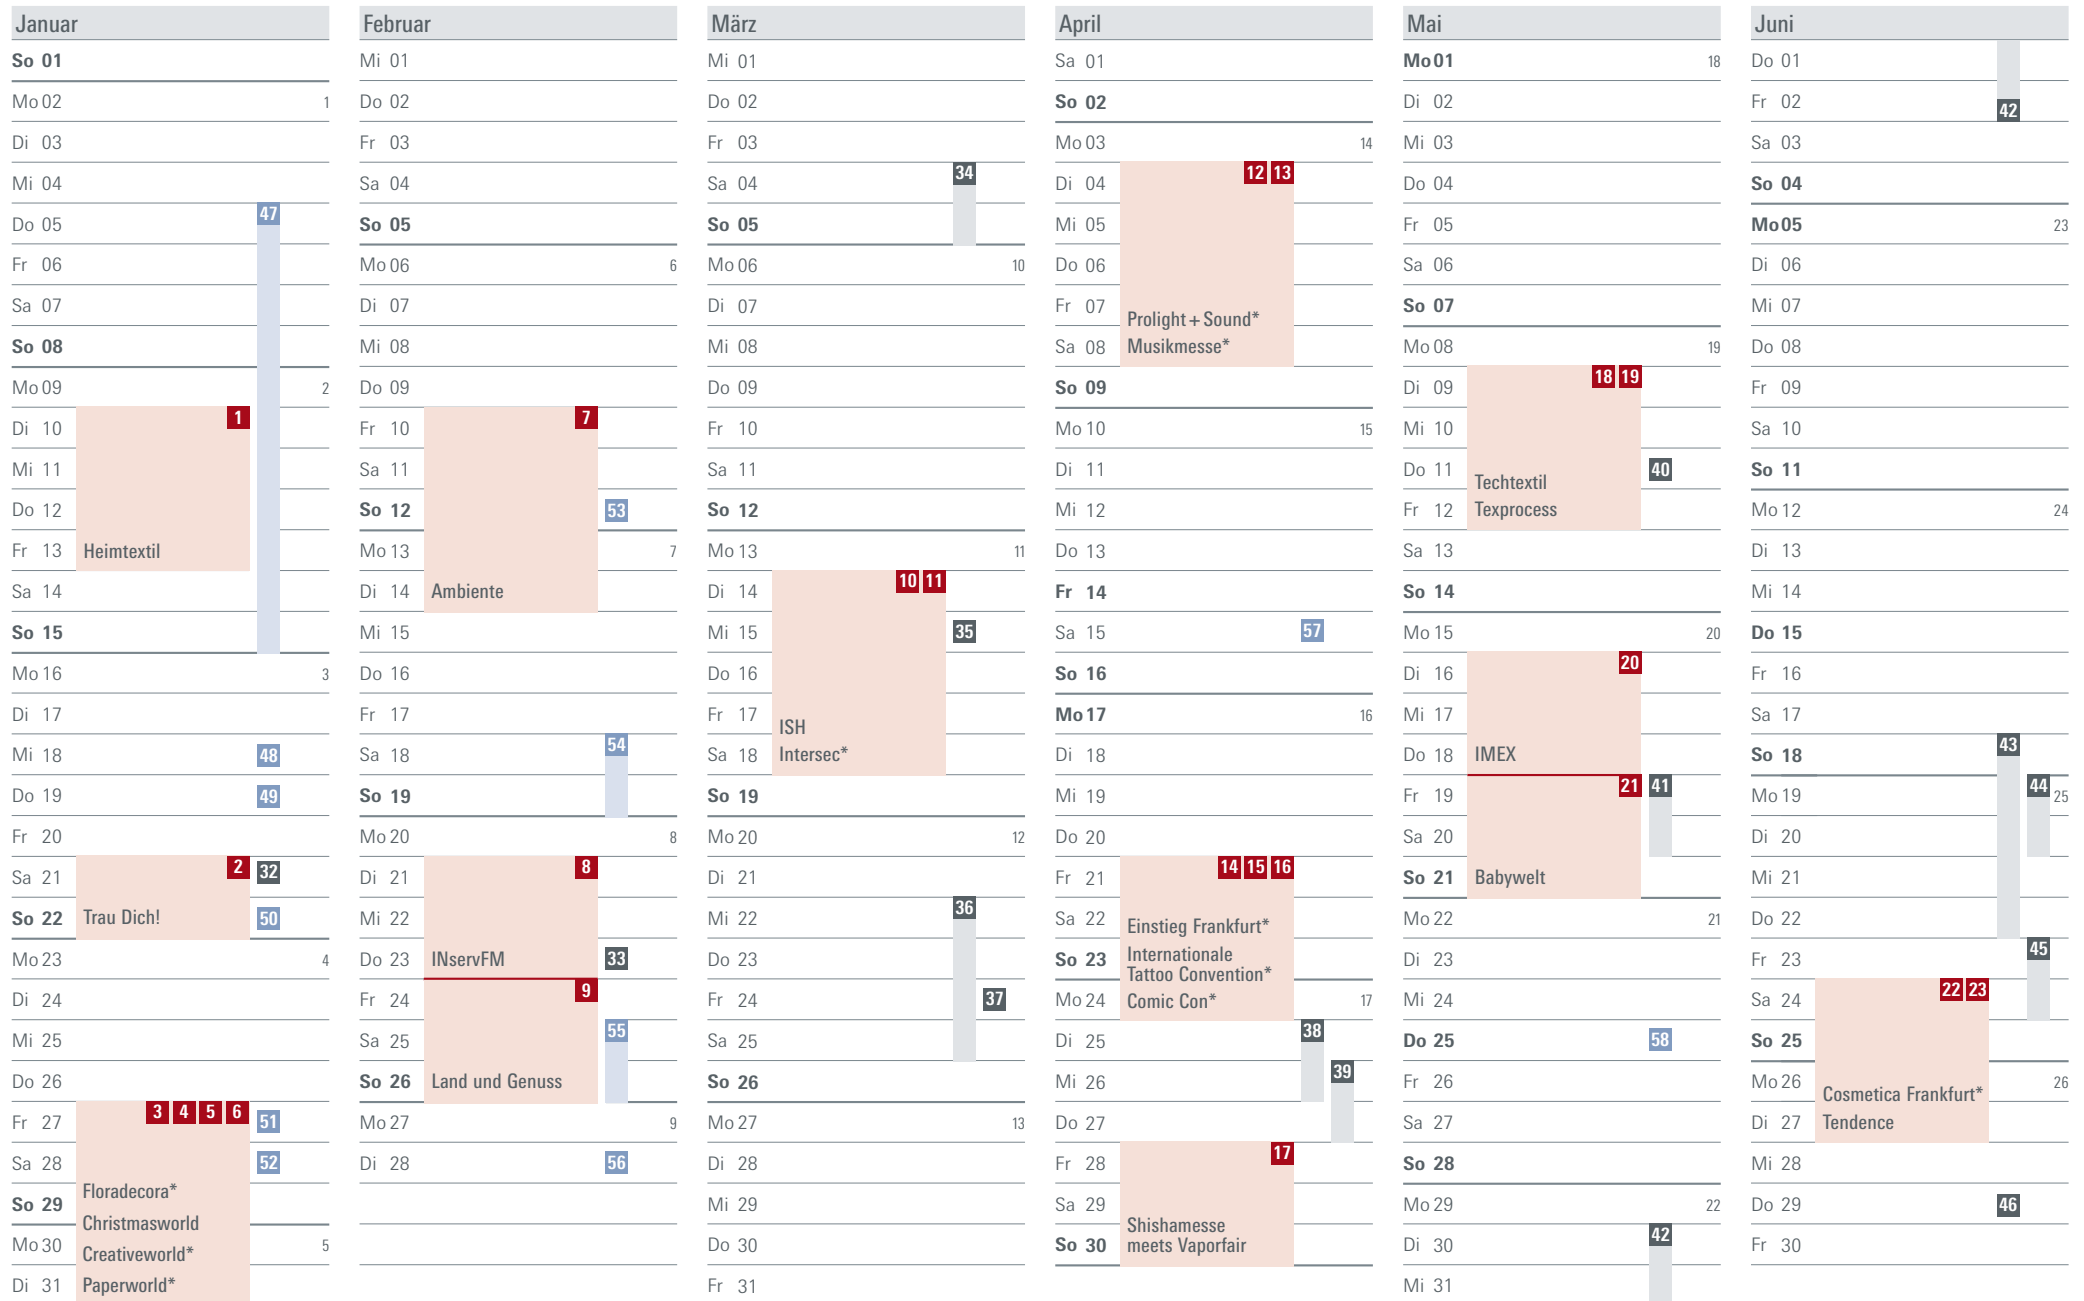 Januar
So 01
Mo 02 1
Di 03
Mi 04
47
Do 05
Fr 06
Sa 07
So 08
Mo 09 2
1
Di 10
Mi 11
Do 12
Fr 13 Heimtextil
Sa 14
So 15
Mo 16 3
Di 17
Mi 18 48
Do 19 49
Fr 20
2 32
Sa 21
So 22 Trau Dich! 50
Mo 23 4
Di 24
Mi 25
Do 26
3 4 5 6
Fr 27 51
Sa 28 52
Floradecora*
So 29
Christmasworld
Mo 30 5
Creativeworld*
Di 31 Paperworld*
Februar
Mi 01
Do 02
Fr 03
Sa 04
So 05
Mo 06 6
Di 07
Mi 08
Do 09
7
Fr 10
Sa 11
So 12 53
Mo 13 7
Di 14 Ambiente
Mi 15
Do 16
Fr 17
54
Sa 18
So 19
Mo 20 8
8
Di 21
Mi 22
Do 23 INservFM 33
9
Fr 24
55
Sa 25
So 26 Land und Genuss
Mo 27 9
Di 28 56
März
Mi 01
Do 02
Fr 03
34
Sa 04
So 05
Mo 06 10
Di 07
Mi 08
Do 09
Fr 10
Sa 11
So 12
Mo 13 11
10 11
Di 14
Mi 15 35
Do 16
Fr 17
ISH
Sa 18 Intersec*
So 19
Mo 20 12
Di 21
36
Mi 22
Do 23
Fr 24 37
Sa 25
So 26
Mo 27 13
Di 28
Mi 29
Do 30
Fr 31
April
Sa 01
So 02
Mo 03 14
12 13
Di 04
Mi 05
Do 06
Fr 07
Prolight + Sound*
Sa 08 Musikmesse*
So 09
Mo 10 15
Di 11
Mi 12
Do 13
Fr 14
Sa 15 57
So 16
Mo 17 16
Di 18
Mi 19
Do 20
14 15 16
Fr 21
Sa 22
Einstieg Frankfurt*
So 23 Internationale
Tattoo Convention*
Mo 24 Comic Con* 17
38
Di 25
39
Mi 26
Do 27
17
Fr 28
Sa 29
Shishamesse
So 30 meets Vaporfair
Mai
Mo 01 18
Di 02
Mi 03
Do 04
Fr 05
Sa 06
So 07
Mo 08 19
18 19
Di 09
Mi 10
Do 11 40
Techtextil
Fr 12 Texprocess
Sa 13
So 14
Mo 15 20
20
Di 16
Mi 17
Do 18 IMEX
21 41
Fr 19
Sa 20
So 21 Babywelt
Mo 22 21
Di 23
Mi 24
Do 25 58
Fr 26
Sa 27
So 28
Mo 29 22
42
Di 30
Mi 31
Juni
Do 01
Fr 02
42
Sa 03
So 04
Mo 05 23
Di 06
Mi 07
Do 08
Fr 09
Sa 10
So 11
Mo 12 24
Di 13
Mi 14
Do 15
Fr 16
Sa 17
43
So 18
44
Mo 19 25
Di 20
Mi 21
Do 22
45
Fr 23
22 23
Sa 24
So 25
Mo 26 26
Cosmetica Frankfurt*
Di 27 Tendence
Mi 28
Do 29 46
Fr 30